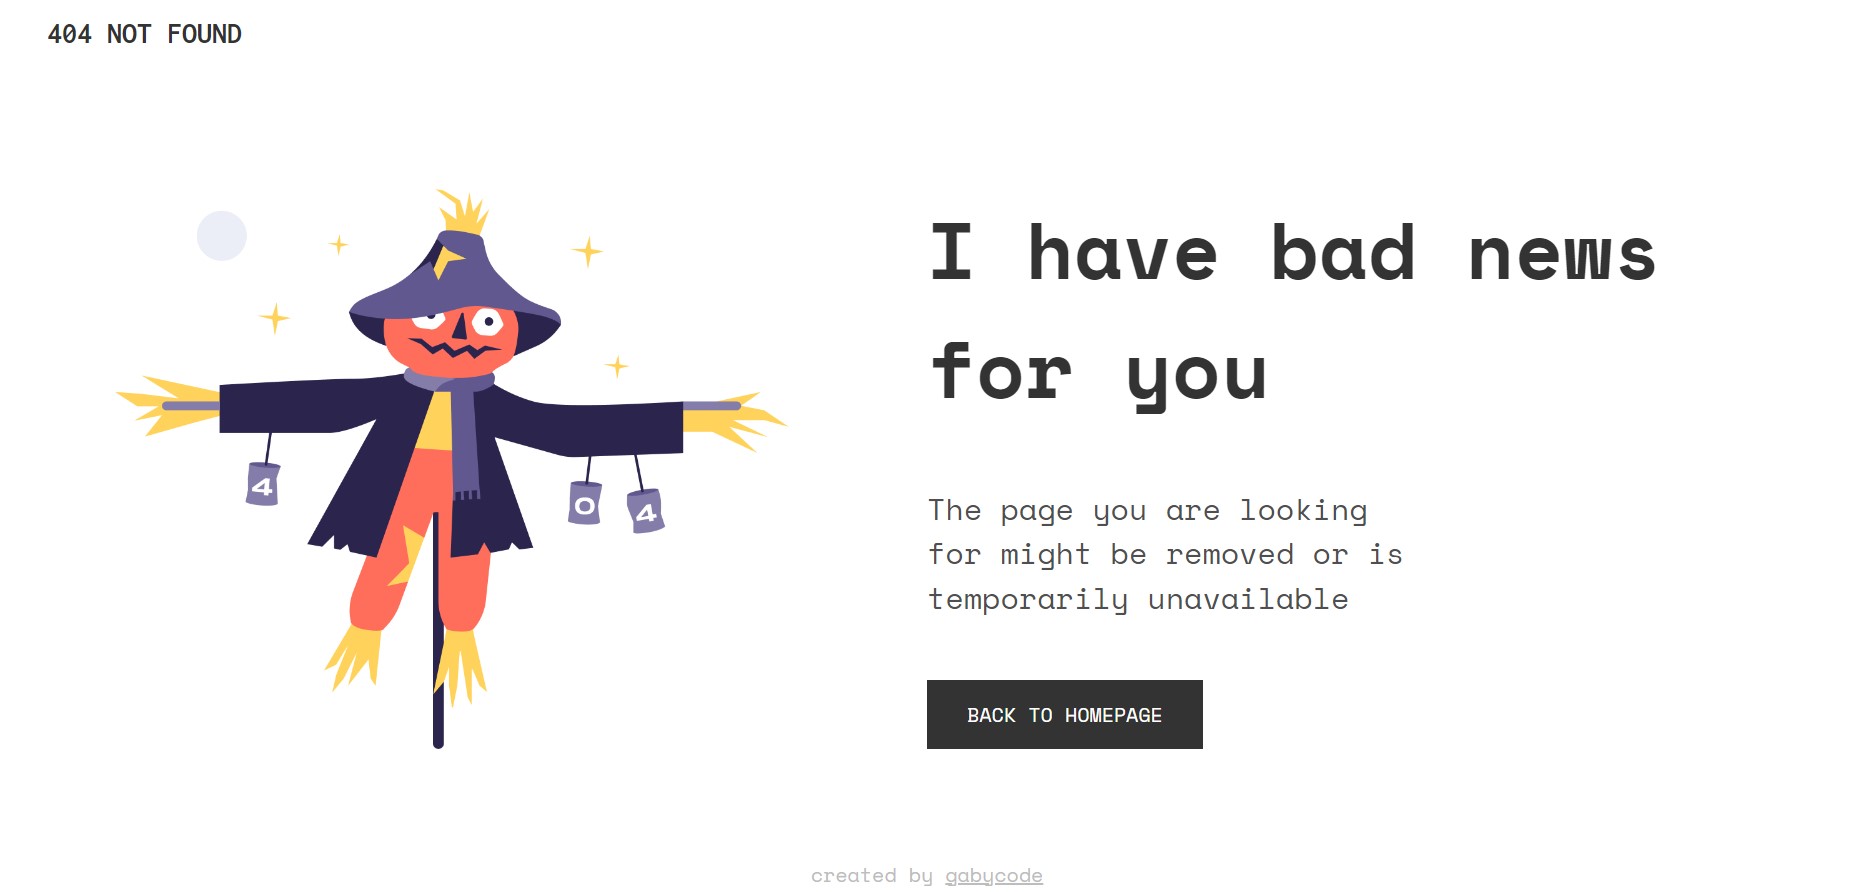 404 NOT FOUND
4
0
4
I have bad news
for you
The page you are looking
for might be removed or is
temporarily unavailable
BACK TO HOMEPAGE
created by gabycode